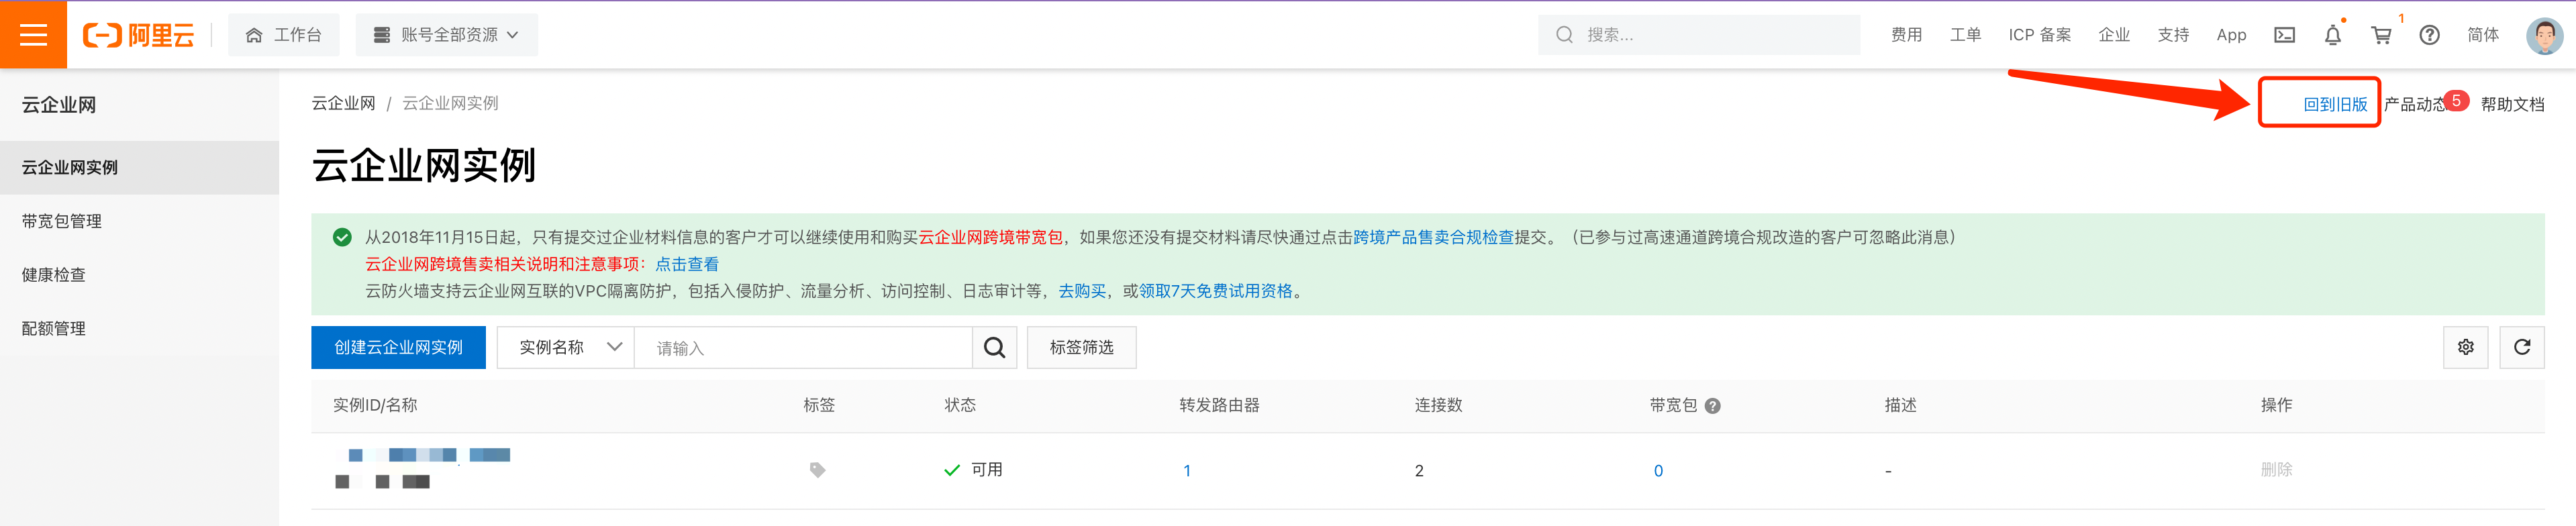 阿里云
工作台
账号全部资源
搜索...
费用
工单
ICP 备案
企业
支持
App
1
简体
云企业网
云企业网实例
带宽包管理
健康检查
配额管理
云企业网 / 云企业网实例
回到旧版
产品动态
5
帮助文档
云企业网实例
从2018年11月15日起，只有提交过企业材料信息的客户才可以继续使用和购买云企业网跨境带宽包，如果您还没有提交材料请尽快通过点击跨境产品售卖合规检查提交。（已参与过高速通道跨境合规改造的客户可忽略此消息）
云企业网跨境售卖相关说明和注意事项：点击查看
云防火墙支持云企业网互联的VPC隔离防护，包括入侵防护、流量分析、访问控制、日志审计等，去购买，或领取7天免费试用资格。
创建云企业网实例
实例名称
请输入
标签筛选
实例ID/名称 标签 状态 转发路由器 连接数 带宽包 描述 操作
可用 1 2 0 - 删除